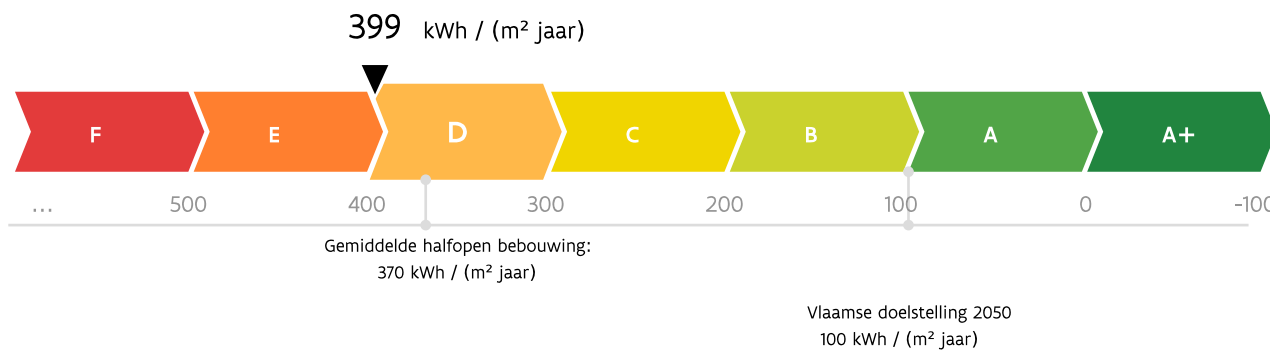 399 kWh / (m² jaar)
F E D C B A A+
... 500 400 300 200 100 0 -100
Gemiddelde halfopen bebouwing:
370 kWh / (m² jaar)
Vlaamse doelstelling 2050
100 kWh / (m² jaar)